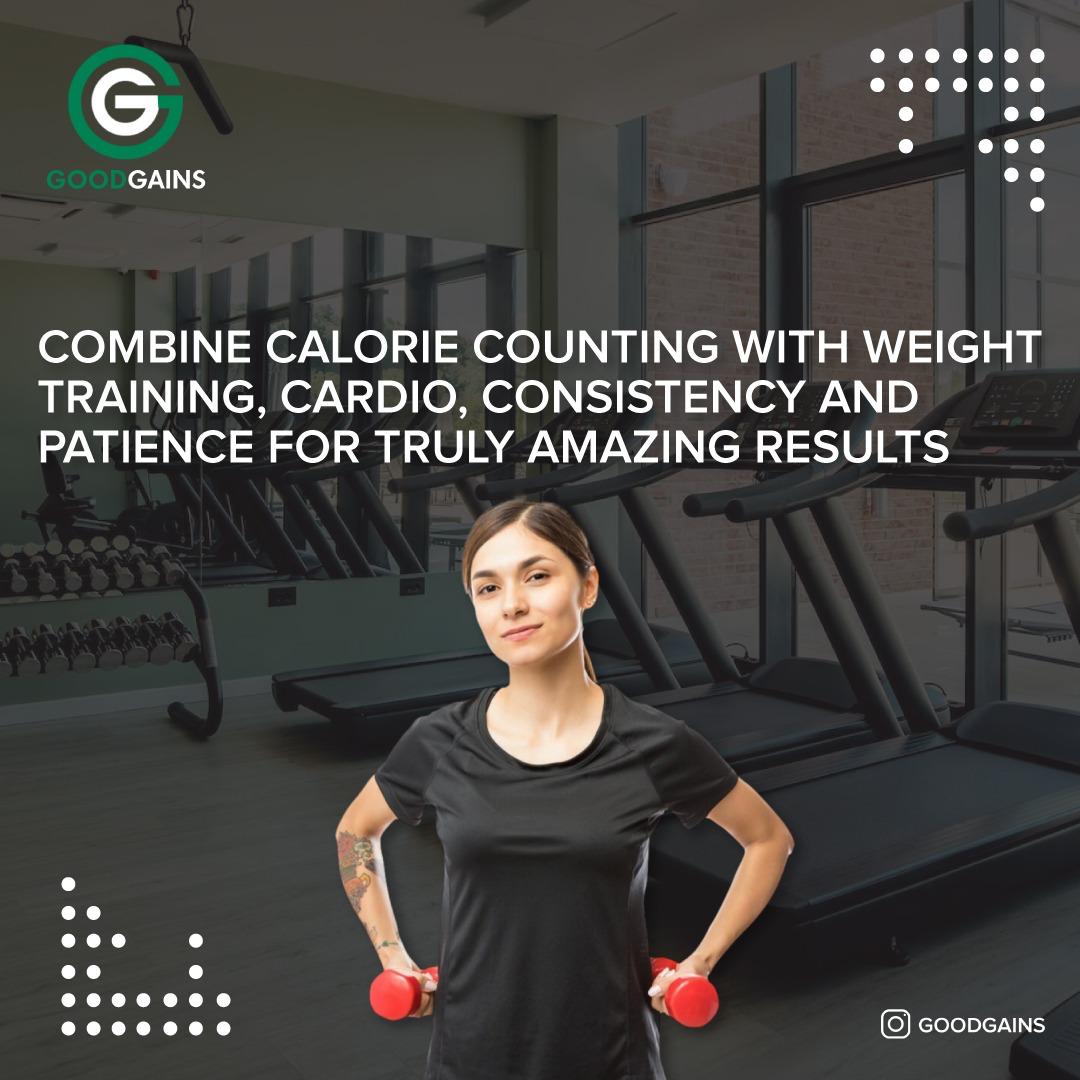 GOODGAINS
COMBINE CALORIE COUNTING WITH WEIGHT
TRAINING, CARDIO, CONSISTENCY AND
PATIENCE FOR TRULY AMAZING RESULTS
GOODGAINS